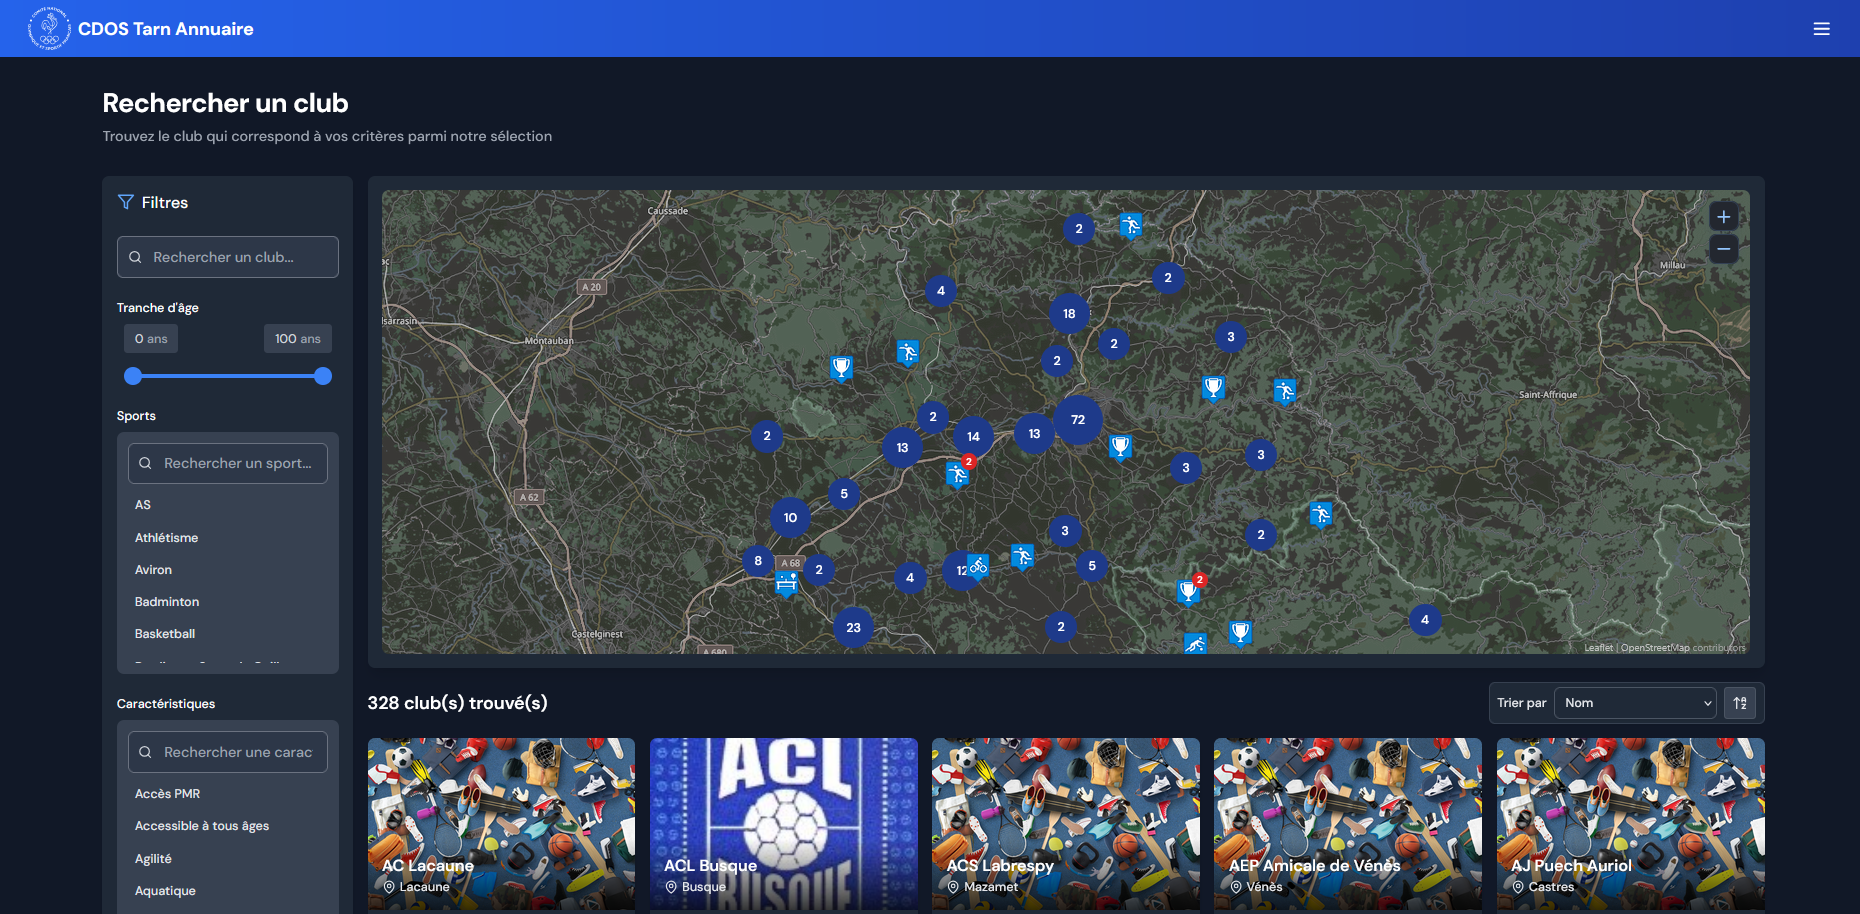 CDOS Tarn Annuaire
Rechercher un club
Trouvez le club qui correspond à vos critères parmi notre sélection
Filtres
Rechercher un club...
Tranche d'âge
0 ans
100 ans
Sports
Rechercher un sport...
AS
Athlétisme
Aviron
Badminton
Basketball
Caractéristiques
Rechercher une carac
Accès PMR
Accessible à tous âges
Agilité
Aquatique
Caussade
2
Millau
2
4
A 20
18
lsarrasin
Montauban
2
3
2
Saint-Affrique
2
72
2
14
13
13
3
2
3
A 62
5
10
3
2
8
A 68
2
4
12
5
2
23
2
4
Castelginest
A 680
+
−
Leaflet | OpenStreetMap contributors
328 club(s) trouvé(s)
Trier par
Nom
ACL
BUSQUE
AC Lacaune
Lacaune
ACL Busque
Busque
ACS Labrespy
Mazamet
AEP Amicale de Vénès
Vénès
AJ Puech Auriol
Castres